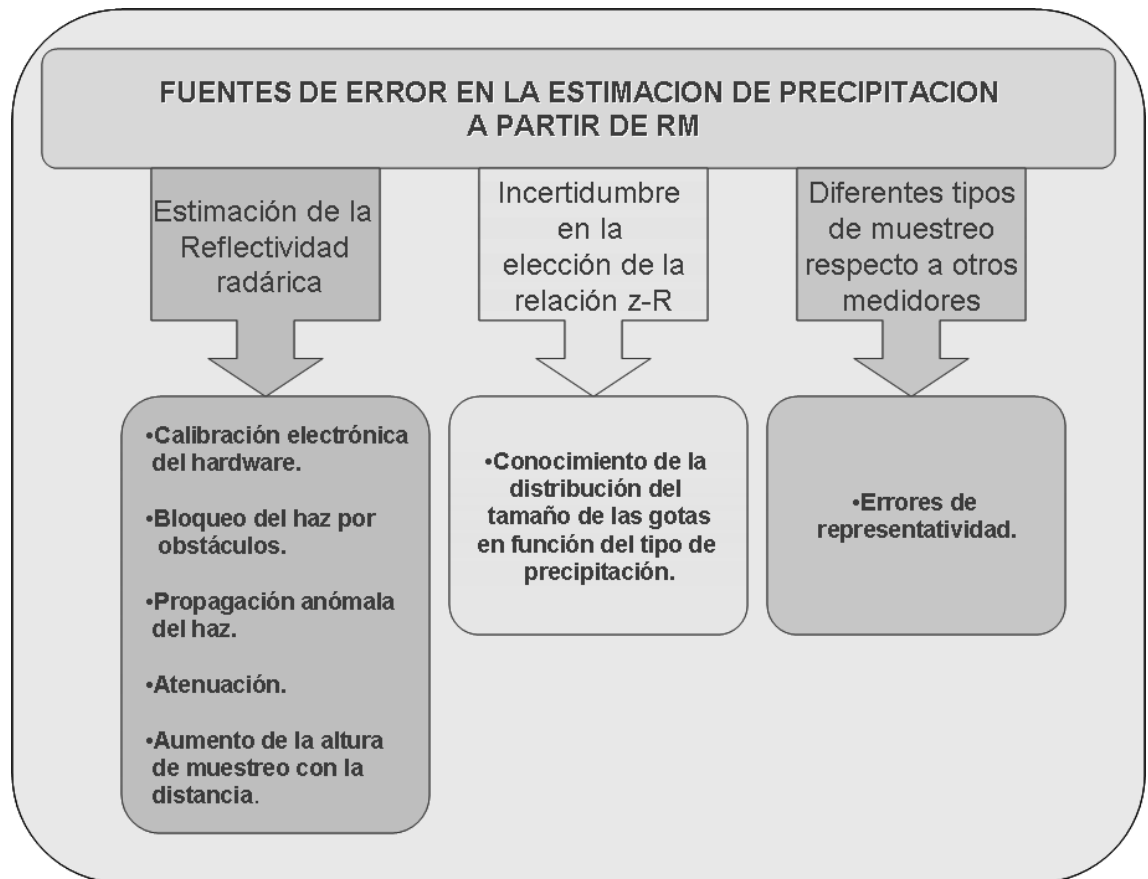 FUENTES DE ERROR EN LA ESTIMACION DE PRECIPITACION
A PARTIR DE RM
Estimación de la
Reflectividad
radárica
Incertidumbre
en la
elección de la
relación z-R
Diferentes tipos
de muestreo
respecto a otros
medidores
•Calibración electrónica
del hardware.
•Bloqueo del haz por
obstáculos.
•Propagación anómala
del haz.
•Atenuación.
•Aumento de la altura
de muestreo con la
distancia.
•Conocimiento de la
distribución del
tamaño de las gotas
en función del tipo de
precipitación.
•Errores de
representatividad.